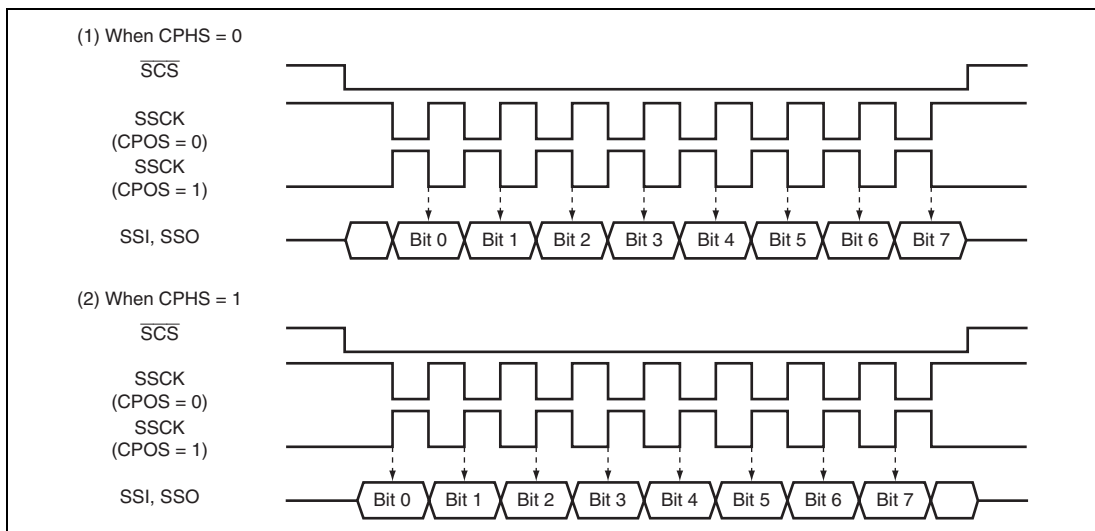 (1) When CPHS = 0
SCS
SSCK
(CPOS = 0)
SSCK
(CPOS = 1)
SSI, SSO
Bit 0 Bit 1 Bit 2 Bit 3 Bit 4 Bit 5 Bit 6 Bit 7
(2) When CPHS = 1
SCS
SSCK
(CPOS = 0)
SSCK
(CPOS = 1)
SSI, SSO
Bit 0 Bit 1 Bit 2 Bit 3 Bit 4 Bit 5 Bit 6 Bit 7